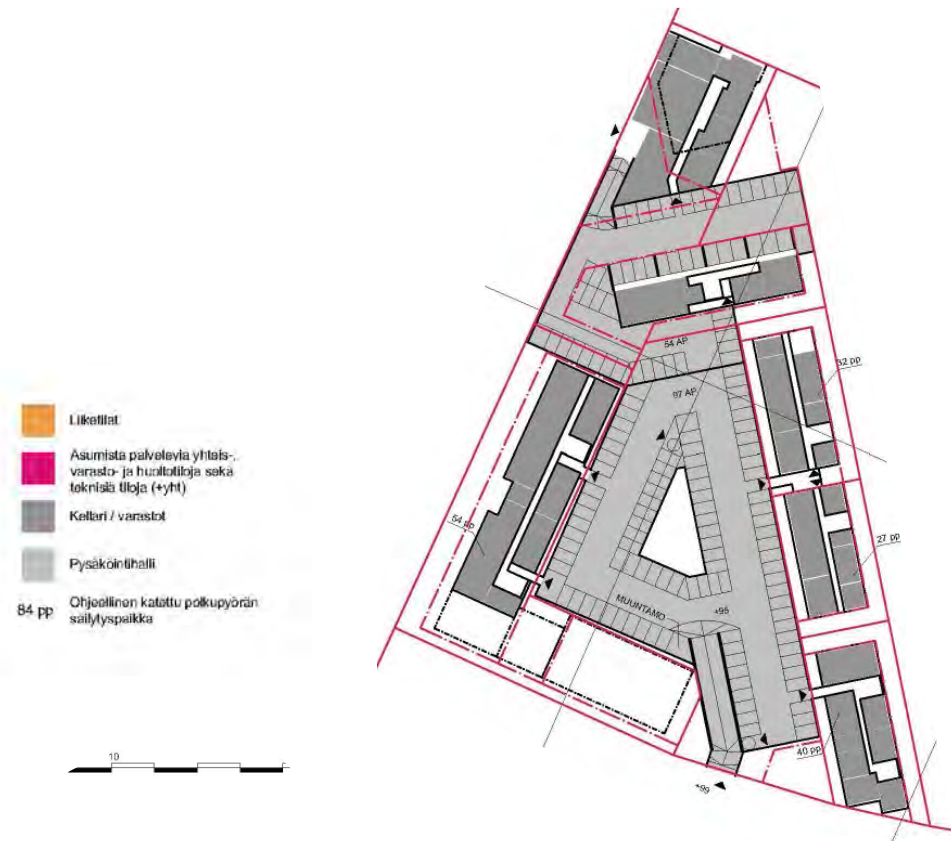 Liiketilat
Asumista palvelevia yhteis-,
varasto- ja huoltotiloja sekä
teknisiä tiloja (+yht)
Kellari / varastot
Pysäköintihalli
84 pp
Ohjeellinen katettu polkupyörän
säilytyspaikka
10
54 AP
97 AP
32 pp
54 pp
27 pp
MUUNTAMO
+95
40 pp
+99